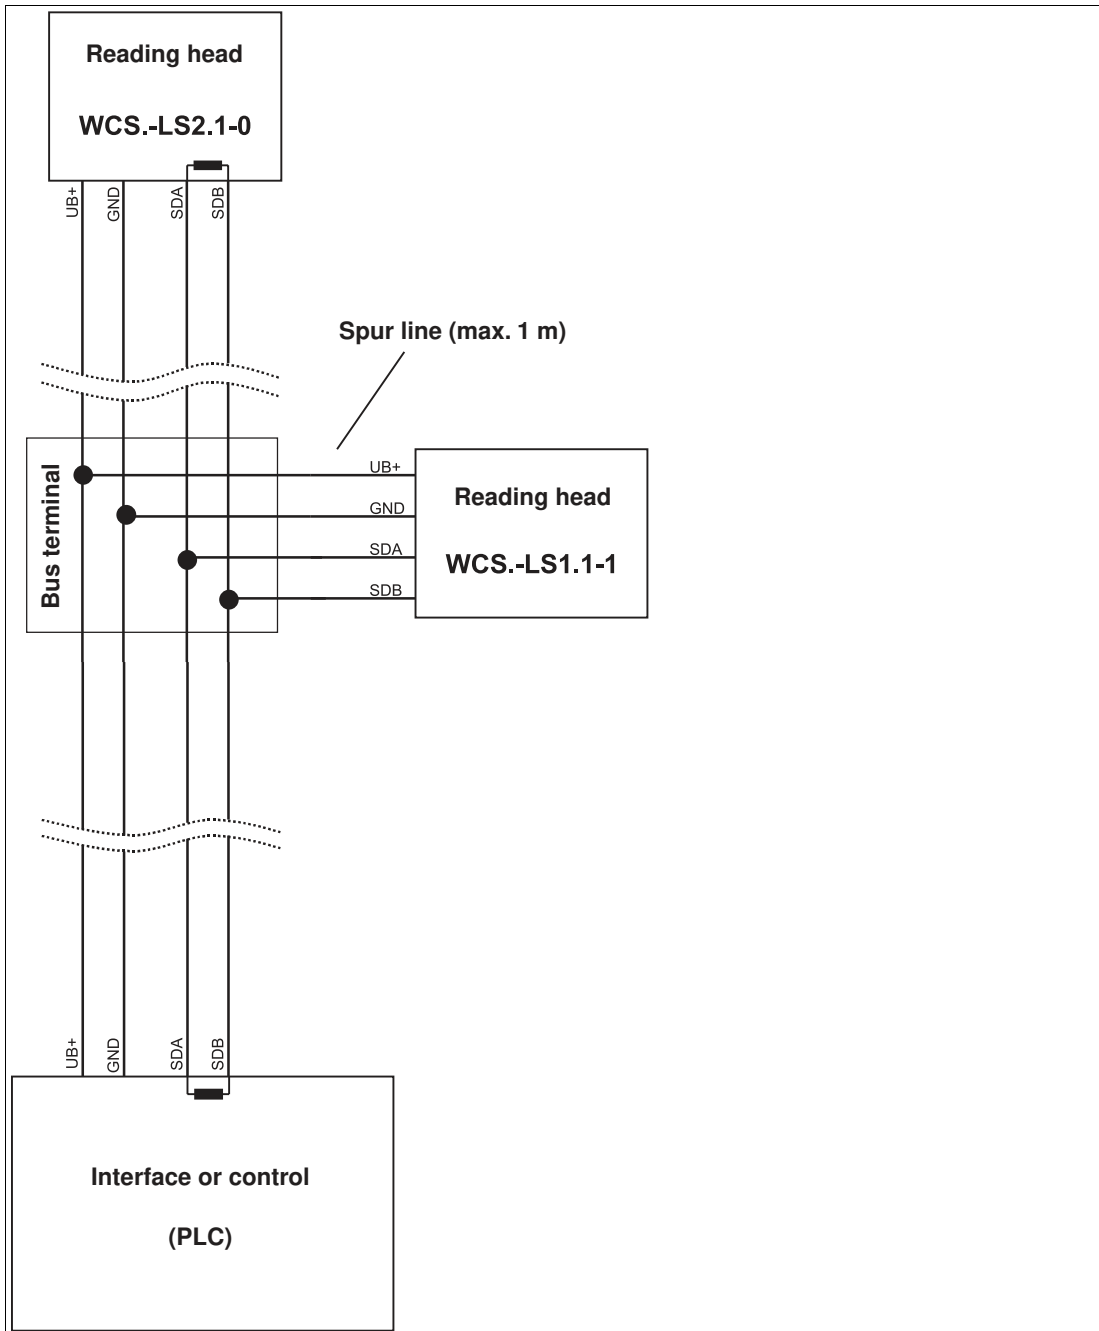 Reading head
WCS.-LS2.1-0
UB+
GND
SDA
SDB
Spur line (max. 1 m)
Bus terminal
UB+
GND
SDA
SDB
Reading head
WCS.-LS1.1-1
UB+
GND
SDA
SDB
Interface or control
(PLC)